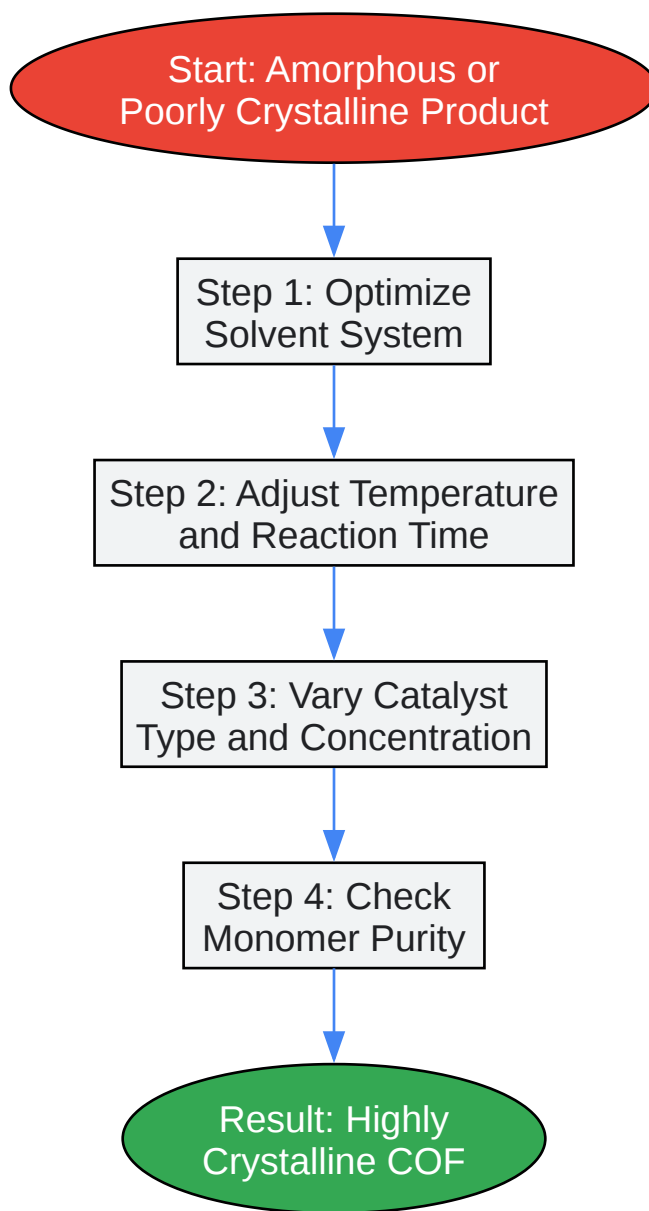 Start: Amorphous or
Poorly Crystalline Product
Step 1: Optimize
Solvent System
Step 2: Adjust Temperature
and Reaction Time
Step 3: Vary Catalyst
Type and Concentration
Step 4: Check
Monomer Purity
Result: Highly
Crystalline COF